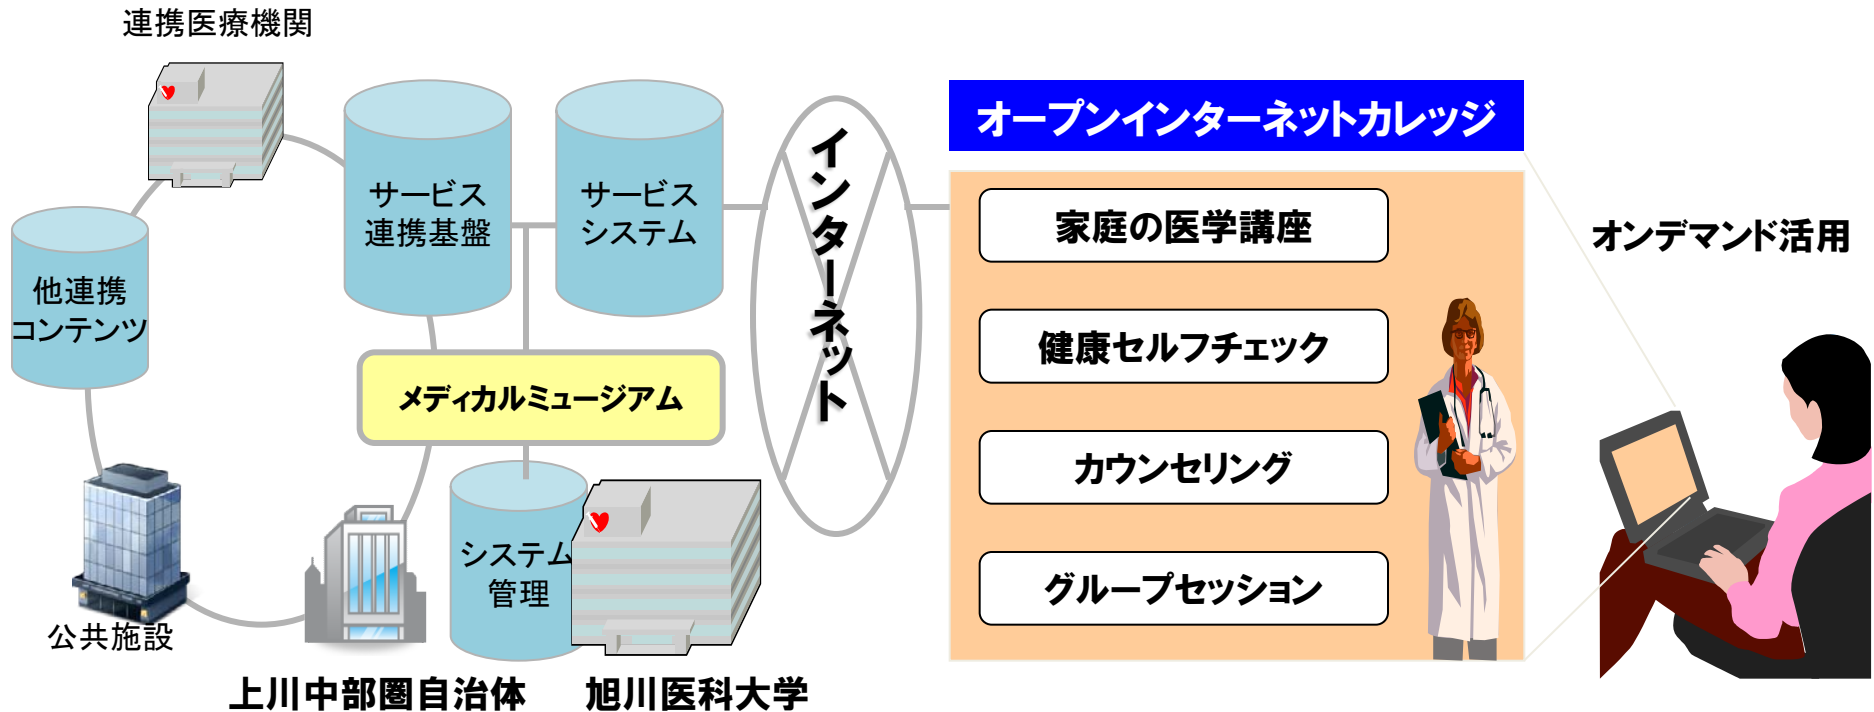 連携医療機関
サービス
連携基盤
サービス
システム
他連携
コンテンツ
メディカルミュージアム
システム
管理
公共施設
上川中部圏自治体
旭川医科大学
インターネット
オープンインターネットカレッジ
家庭の医学講座
健康セルフチェック
カウンセリング
グループセッション
オンデマンド活用